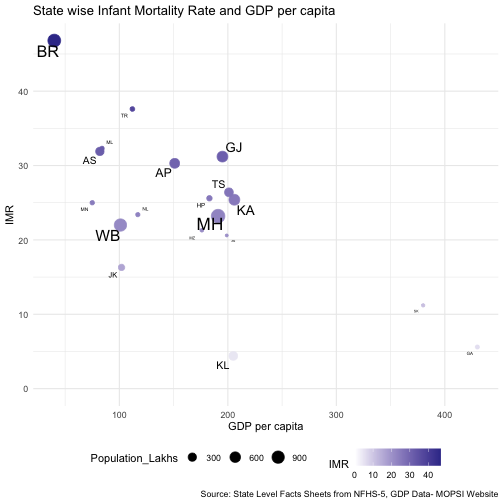 State wise Infant Mortality Rate and GDP per capita
BR
40
TR
ML
AS
GJ
30
AP
TS
HP
MN
NL
KA
MH
WB
20
JK
IMR
10
GA
KL
0
100
200
300
400
GDP per capita
Population_Lakhs
300
600
900
IMR
0
10
20
30
40
Source: State Level Facts Sheets from NFHS-5, GDP Data- MOPSI Website